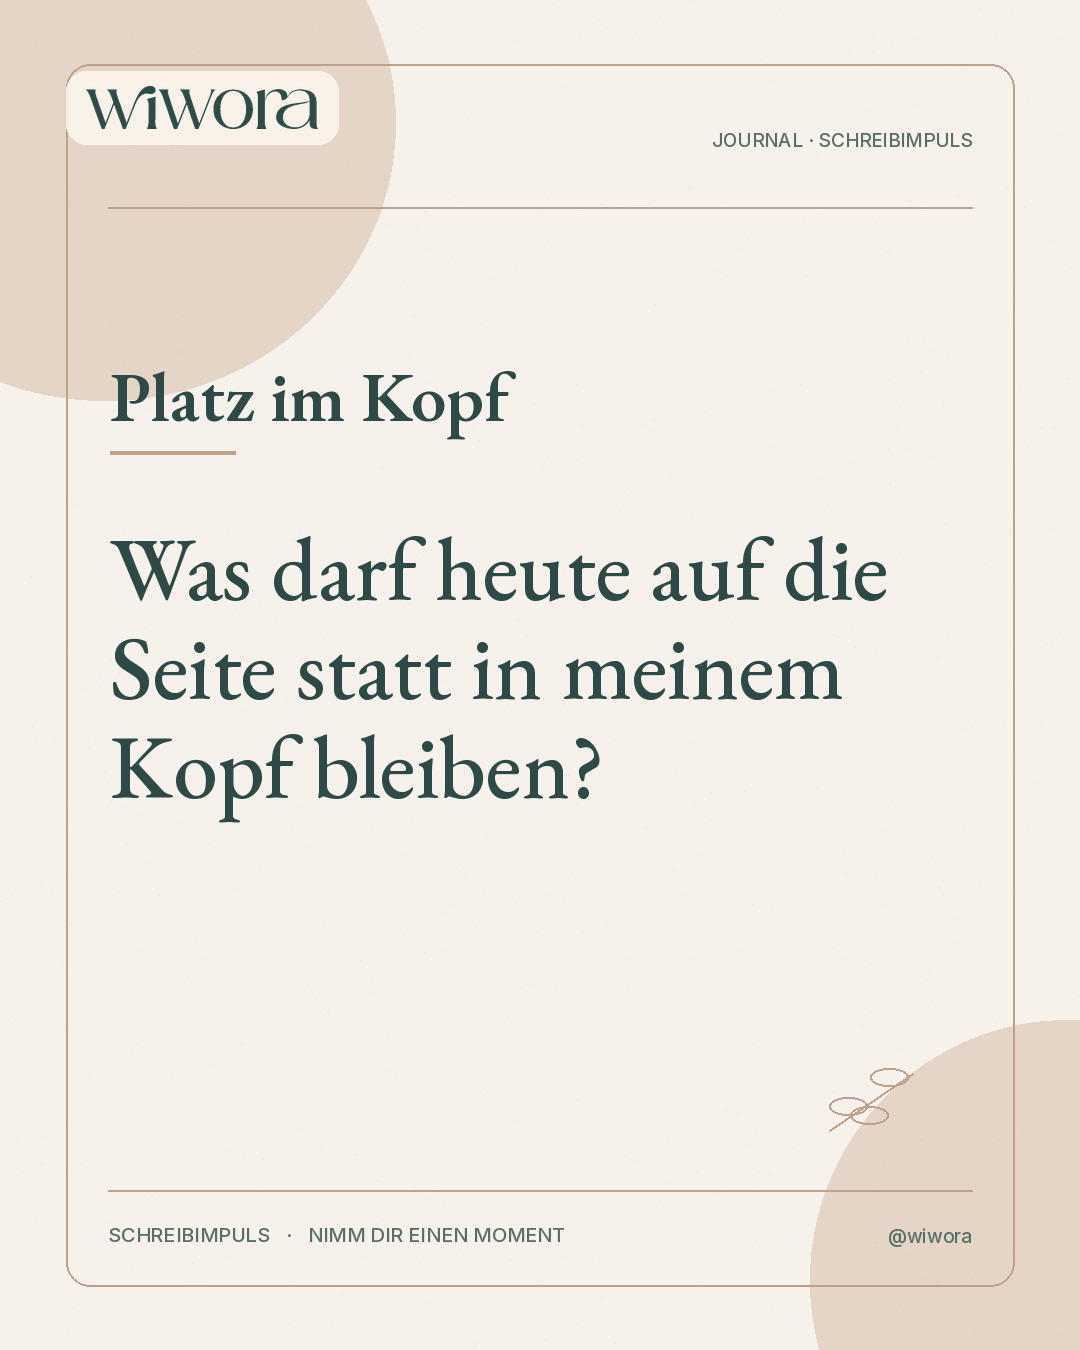 wiwora
JOURNAL · SCHREIBIMPULS
Platz im Kopf
Was darf heute auf die
Seite statt in meinem
Kopf bleiben?
SCHREIBIMPULS · NIMM DIR EINEN MOMENT
@wiwora